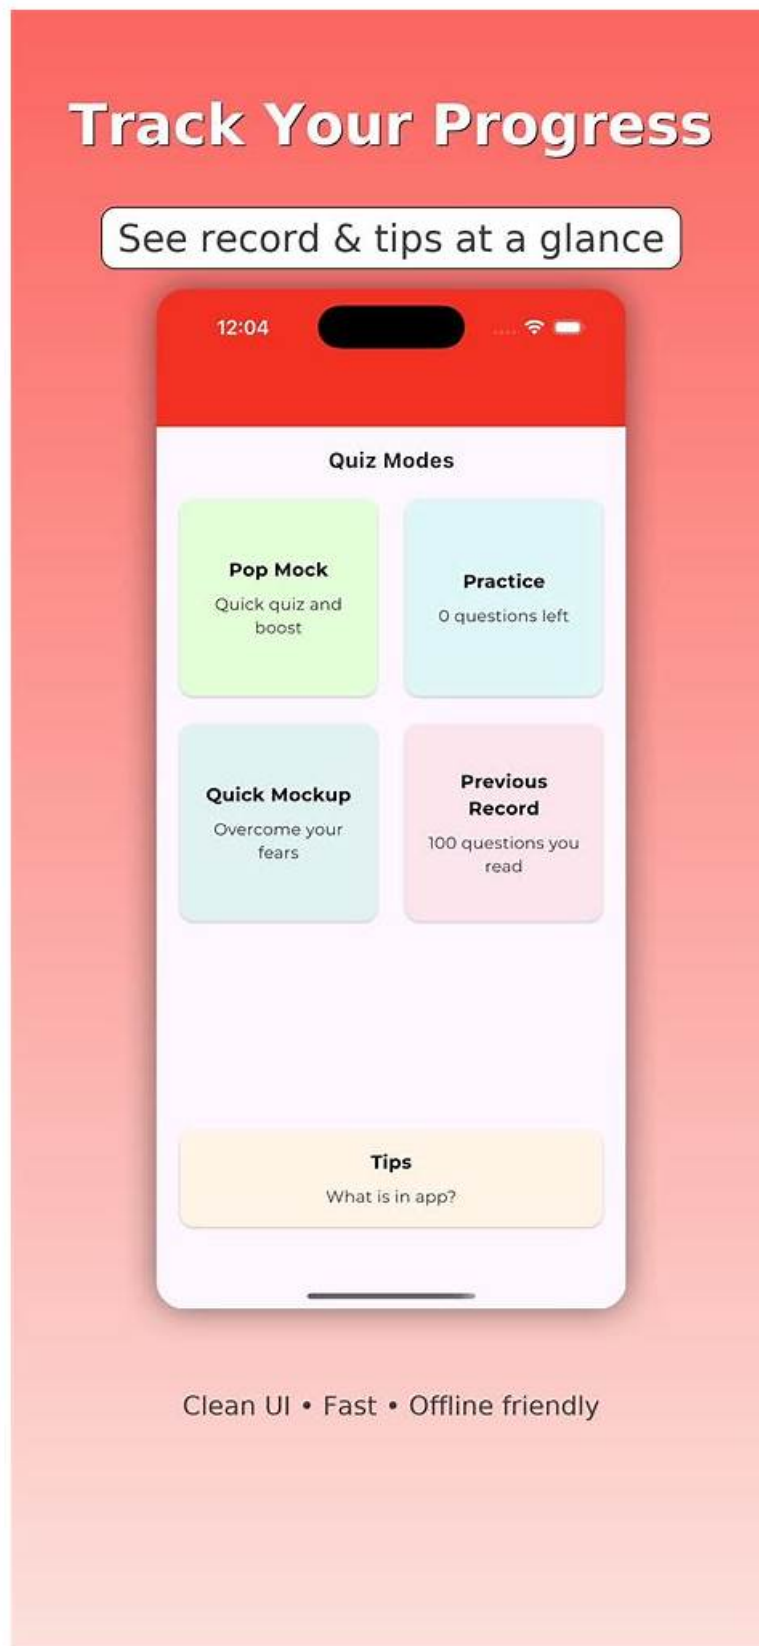 Track Your Progress
See record & tips at a glance
12:04
Quiz Modes
Pop Mock
Quick quiz and
boost
Practice
0 questions left
Quick Mockup
Overcome your
fears
Previous
Record
100 questions you
read
Tips
What is in app?
Clean UI • Fast • Offline friendly